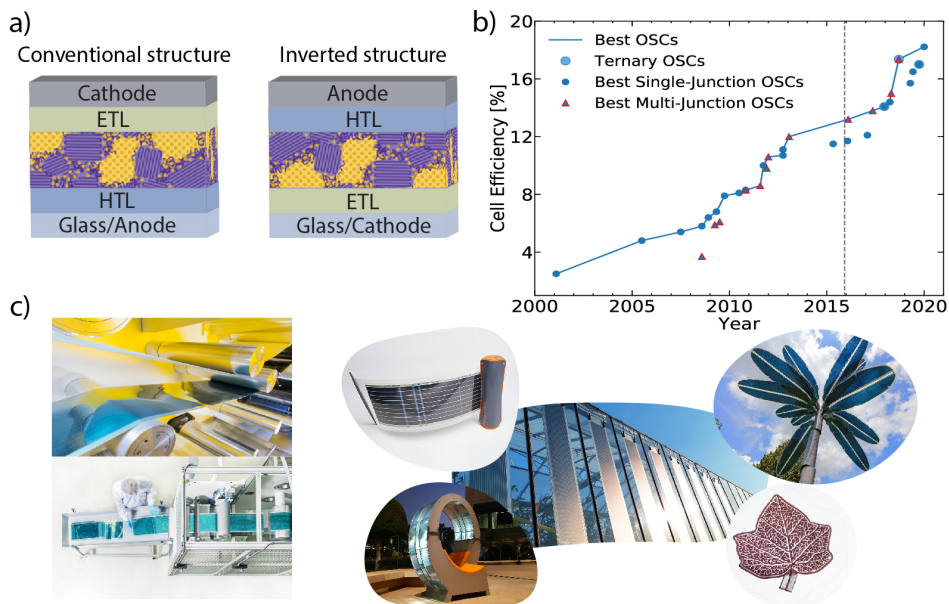 a)
Conventional structure
Cathode
ETL
HTL
Glass/Anode
Inverted structure
Anode
HTL
ETL
Glass/Cathode
b)
20
16
12
8
4
Cell Efficiency [%]
Best OSCs
Ternary OSCs
Best Single-Junction OSCs
Best Multi-Junction OSCs
2000
2005
2010
2015
2020
Year
c)